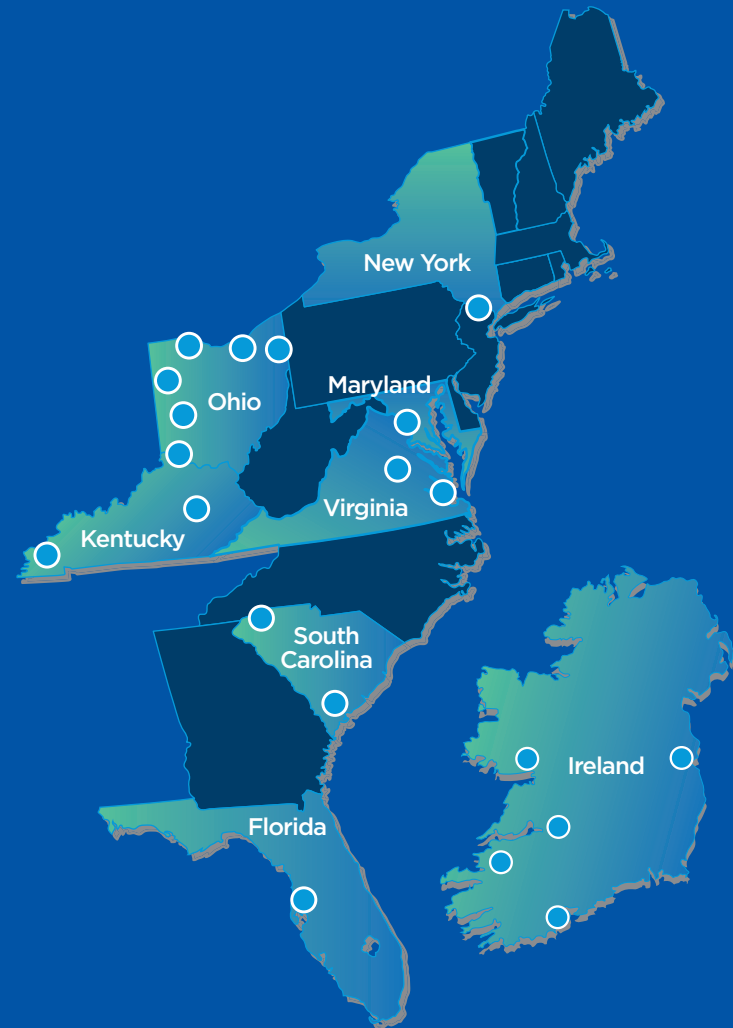 New York
Maryland
Ohio
Virginia
Kentucky
South
Carolina
Ireland
Florida